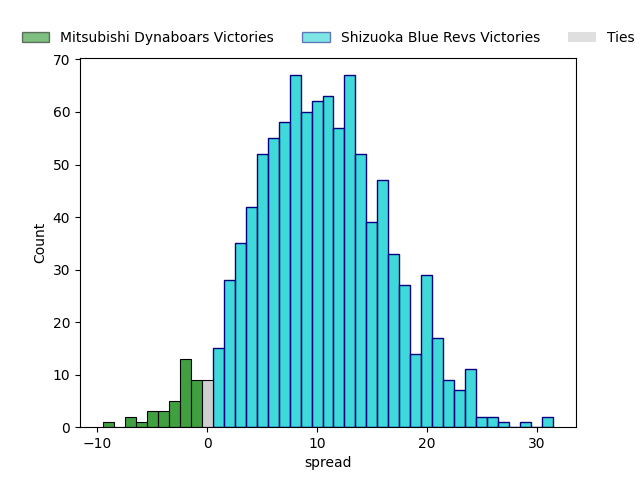 Mitsubishi Dynaboars Victories Shizuoka Blue Revs Victories Ties
70
60
50
40
30
20
10
0
Count
−10 0 10 20 30
spread